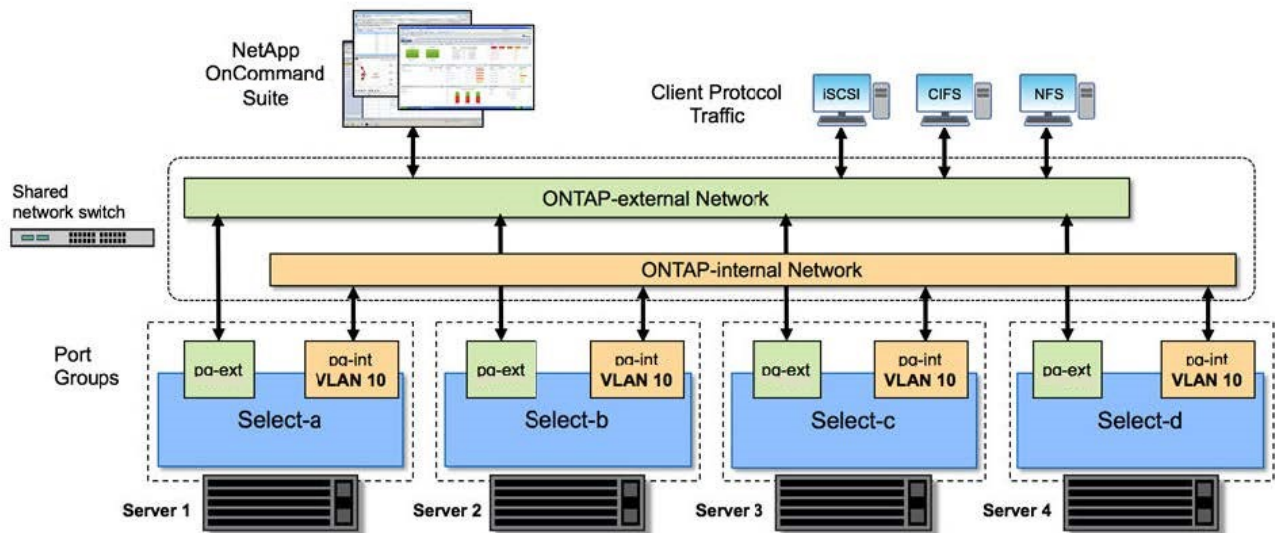 NetApp
OnCommand
Suite
Client Protocol
Traffic
iSCSI
CIFS
NFS
Shared
network switch
ONTAP-external Network
ONTAP-internal Network
Port
Groups
pg-ext
pg-int
VLAN 10
Select-a
pg-ext
pg-int
VLAN 10
Select-b
pg-ext
pg-int
VLAN 10
Select-c
pg-ext
pg-int
VLAN 10
Select-d
Server 1
Server 2
Server 3
Server 4